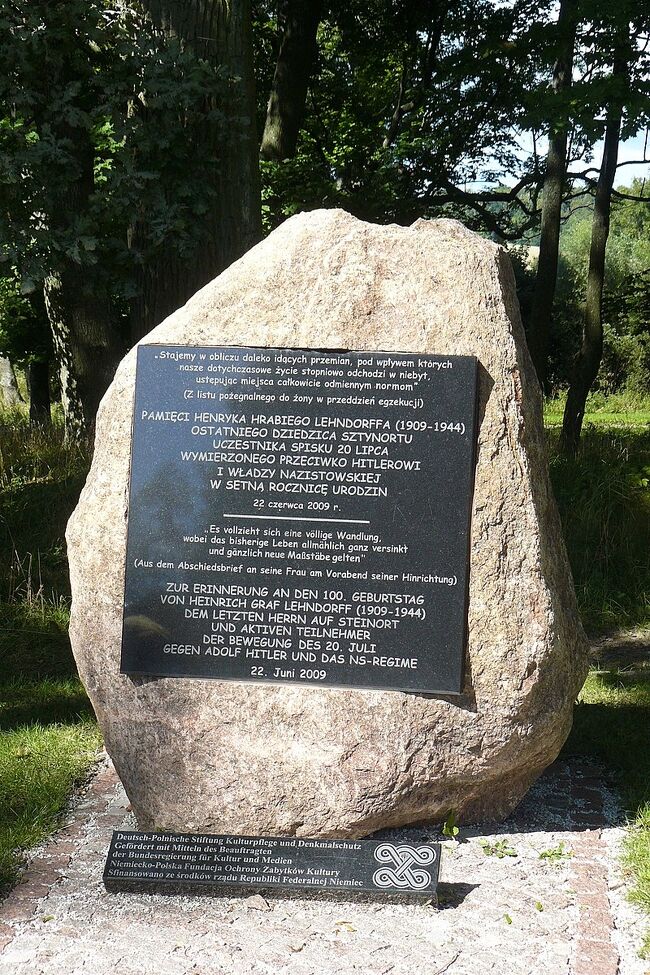 „Stajemy w obliczu daleko idących przemian, pod wpływem których
nasze dotychczasowe życie stopniowo odchodzi w niebyt,
ustępując miejsca całkowicie odmiennym normom"
(Z listu pożegnalnego do żony w przeddzień egzekucji)
PAMIĘCI HENRYKA HRABIEGO LEHNDORFFA (1909-1944)
OSTATNIEGO DZIEDZICA SZTYNORTU
UCZESTNIKA SPISKU 20 LIPCA
WYMIERZONEGO PRZECIWKO HITLEROWI
I WŁADZY NAZISTOWSKIEJ
W SETNĄ ROCZNICĘ URODZIN
22 czerwca 2009 r.
„Es vollzieht sich eine völlige Wandlung,
wobei das bisherige Leben allmählich ganz versinkt
und gänzlich neue Maßstäbe gelten"
(Aus dem Abschiedsbrief an seine Frau am Vorabend seiner Hinrichtung)
ZUR ERINNERUNG AN DEN 100. GEBURTSTAG
VON HEINRICH GRAF LEHNDORFF (1909-1944)
DEM LETZTEN HERRN AUF STEINORT
UND AKTIVEN TEILNEHMER
DER BEWEGUNG DES 20. JULI
GEGEN ADOLF HITLER UND DAS NS-REGIME
22. Juni 2009
Deutsch-Polnische Stiftung Kulturpflege und Denkmalschutz
Gefördert mit Mitteln des Beauftragten
der Bundesregierung für Kultur und Medien
Niemiecko-Polska Fundacja Ochrony Zabytków Kultury
Sfinansowano ze środków rządu Republiki Federalnej Niemiec